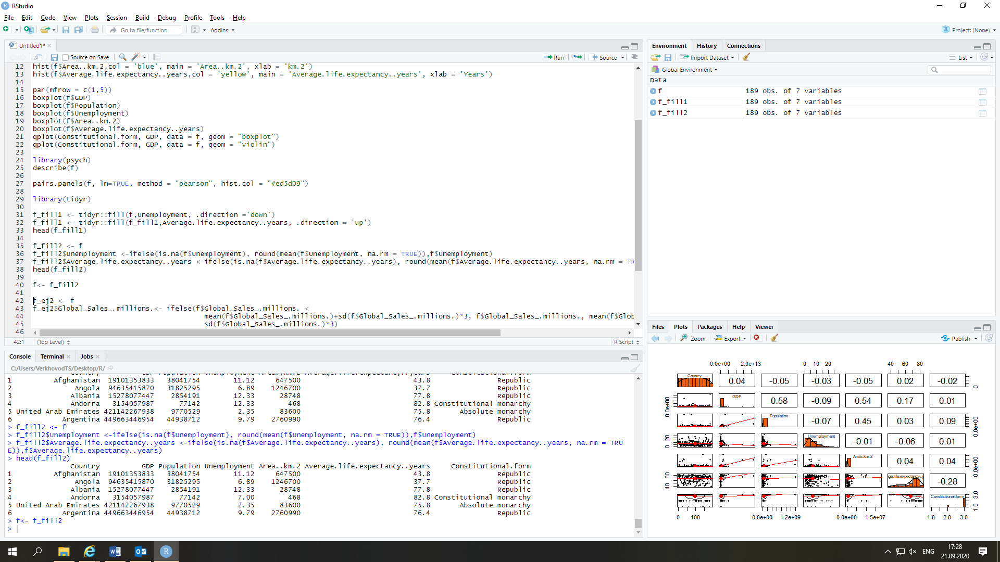 RStudio
File Edit Code View Plots Session Build Debug Profile Tools Help
Go to file/function Addins Project: (None)
Untitled1*
Source on Save Run Source
12 hist(f$Area..km.2,col = 'blue', main = 'Area..km.2', xlab = 'km.2')
13 hist(f$Average.life.expectancy..years,col = 'yellow', main = 'Average.life.expectancy..years', xlab = 'Years')
14
15 par(mfrow = c(1,5))
16 boxplot(f$GDP)
17 boxplot(f$Population)
18 boxplot(f$Unemployment)
19 boxplot(f$Area..km.2)
20 boxplot(f$Average.life.expectancy..years)
21 qplot(Constitutional.form, GDP, data = f, geom = "boxplot")
22 qplot(Constitutional.form, GDP, data = f, geom = "violin")
23
24 library(psych)
25 describe(f)
26
27 pairs.panels(f, lm=TRUE, method = "pearson", hist.col = "#ed5d09")
28
29 library(tidyr)
30
31 f_fill1 <- tidyr::fill(f,Unemployment, .direction ='down')
32 f_fill1 <- tidyr::fill(f_fill1,Average.life.expectancy..years, .direction = 'up')
33 head(f_fill1)
34
35 f_fill2 <- f
36 f_fill2$Unemployment <-ifelse(is.na(f$Unemployment), round(mean(f$Unemployment, na.rm = TRUE)),f$Unemployment)
37 f_fill2$Average.life.expectancy..years <-ifelse(is.na(f$Average.life.expectancy..years), round(mean(f$Average.life.expectancy..years, na.rm = TR
38 head(f_fill2)
39
40 f<- f_fill2
41
42 f_ej2 <- f
43 f_ej2$Global_Sales_.millions.<- ifelse(f$Global_Sales_.millions. <
44 mean(f$Global_Sales_.millions.)+sd(f$Global_Sales_.millions.)*3, f$Global_Sales_.millions., mean(f$Glob
45 sd(f$Global_Sales_.millions.)*3)
46
42:1 (Top Level) R Script
Console Terminal Jobs
C:/Users/VerkhovodTS/Desktop/R/
Country GDP Population Unemployment Area..km.2 Average.life.expectancy..years Constitutional.form
1 Afghanistan 19101353833 38041754 11.12 647500 43.8 Republic
2 Angola 94635415870 31825295 6.89 1246700 37.7 Republic
3 Albania 15278077447 2854191 12.33 28748 77.8 Republic
4 Andorra 3154057987 77142 12.33 468 82.8 Constitutional monarchy
5 United Arab Emirates 421142267938 9770529 2.35 83600 75.8 Absolute monarchy
6 Argentina 449663446954 44938712 9.79 2760990 76.4 Republic
> f_fill2 <- f
> f_fill2$Unemployment <-ifelse(is.na(f$Unemployment), round(mean(f$Unemployment, na.rm = TRUE)),f$Unemployment)
> f_fill2$Average.life.expectancy..years <-ifelse(is.na(f$Average.life.expectancy..years), round(mean(f$Average.life.expectancy..years, na.rm = TRU
E)),f$Average.life.expectancy..years)
> head(f_fill2)
Country GDP Population Unemployment Area..km.2 Average.life.expectancy..years Constitutional.form
1 Afghanistan 19101353833 38041754 11.12 647500 43.8 Republic
2 Angola 94635415870 31825295 6.89 1246700 37.7 Republic
3 Albania 15278077447 2854191 12.33 28748 77.8 Republic
4 Andorra 3154057987 77142 7.00 468 82.8 Constitutional monarchy
5 United Arab Emirates 421142267938 9770529 2.35 83600 75.8 Absolute monarchy
6 Argentina 449663446954 44938712 9.79 2760990 76.4 Republic
> f<- f_fill2
>
Environment History Connections
Import Dataset List
Global Environment
Data
f 189 obs. of 7 variables
f_fill1 189 obs. of 7 variables
f_fill2 189 obs. of 7 variables
Files Plots Packages Help Viewer
Zoom Export Publish
0.0e+00 2.0e+13 0 10 20 40 60 80
Country 0.04 -0.05 -0.03 -0.05 0.02 -0.02 0
0.0e+00 GDP 0.58 -0.09 0.54 0.17 0.01
Population -0.07 0.45 0.03 0.09 0.0e+00
0 20 Unemployment -0.01 -0.06 0.01
Area..km.2 0.04 0.04 0.0e+00
40 80 ge.life.expectancy..y -0.28
Constitutional.form 1.0 3.0
0 100 0.0e+00 1.2e+09 0.0e+00 1.5e+07 1.0 2.0 3.0
ENG 17:28
21.09.2020